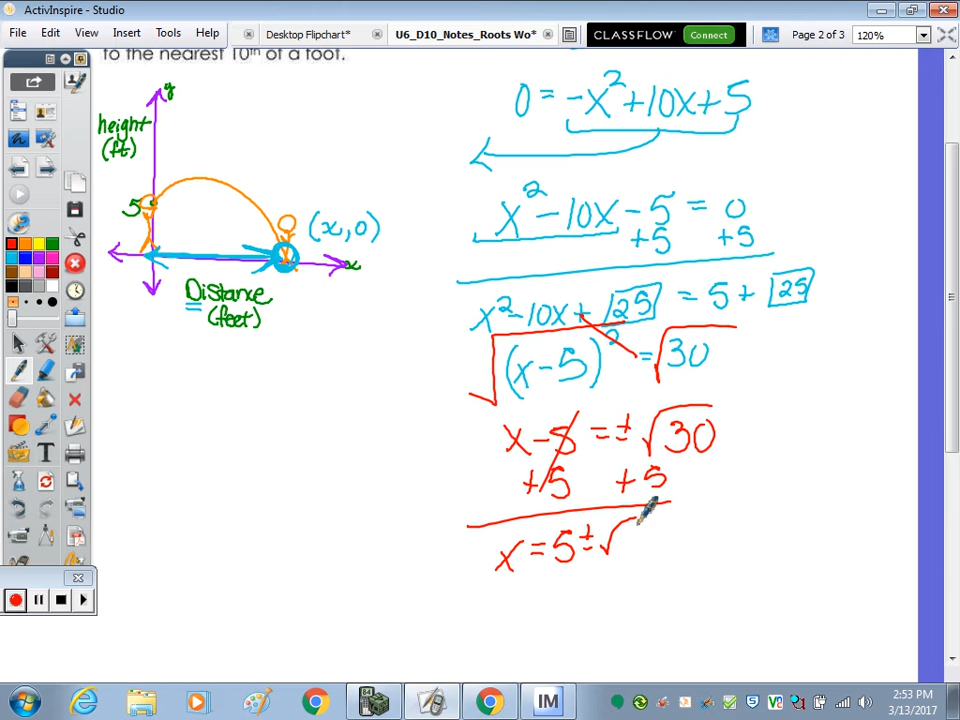 ActivInspire - Studio
File Edit View Insert Tools Help
Desktop Flipchart*
U6_D10_Notes_Roots Wo*
CLASSFLOW Connect
Page 2 of 3
120%
to the nearest 10th of a foot.
y
height
(ft)
5
(x,0)
x
Distance
(feet)
0 = -x²+10x+5
x² - 10x - 5 = 0
+5 +5
x²-10x+25 = 5+25
√(x-5)² = √30
x-5 = ± √30
+5 +5
x = 5 ± √
84
IM
2:53 PM
3/13/2017